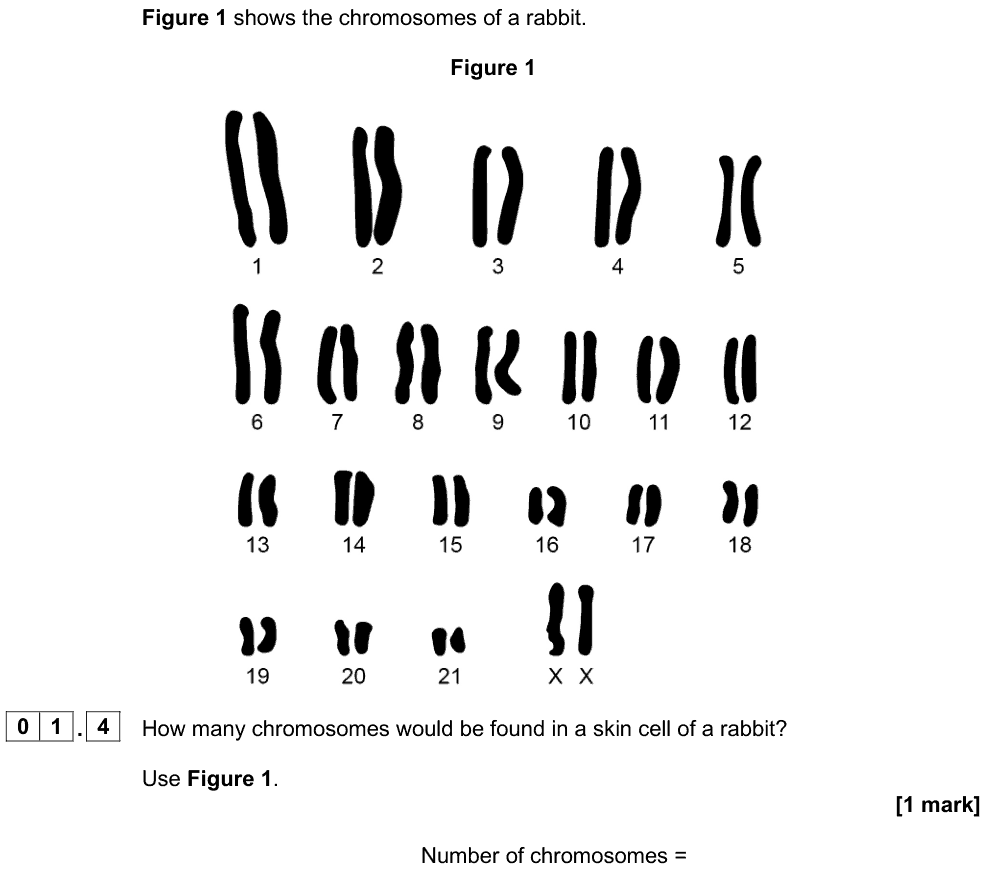 Figure 1 shows the chromosomes of a rabbit.
Figure 1
1 2 3 4 5
6 7 8 9 10 11 12
13 14 15 16 17 18
19 20 21 X X
0 1 . 4 How many chromosomes would be found in a skin cell of a rabbit?
Use Figure 1.
[1 mark]
Number of chromosomes =